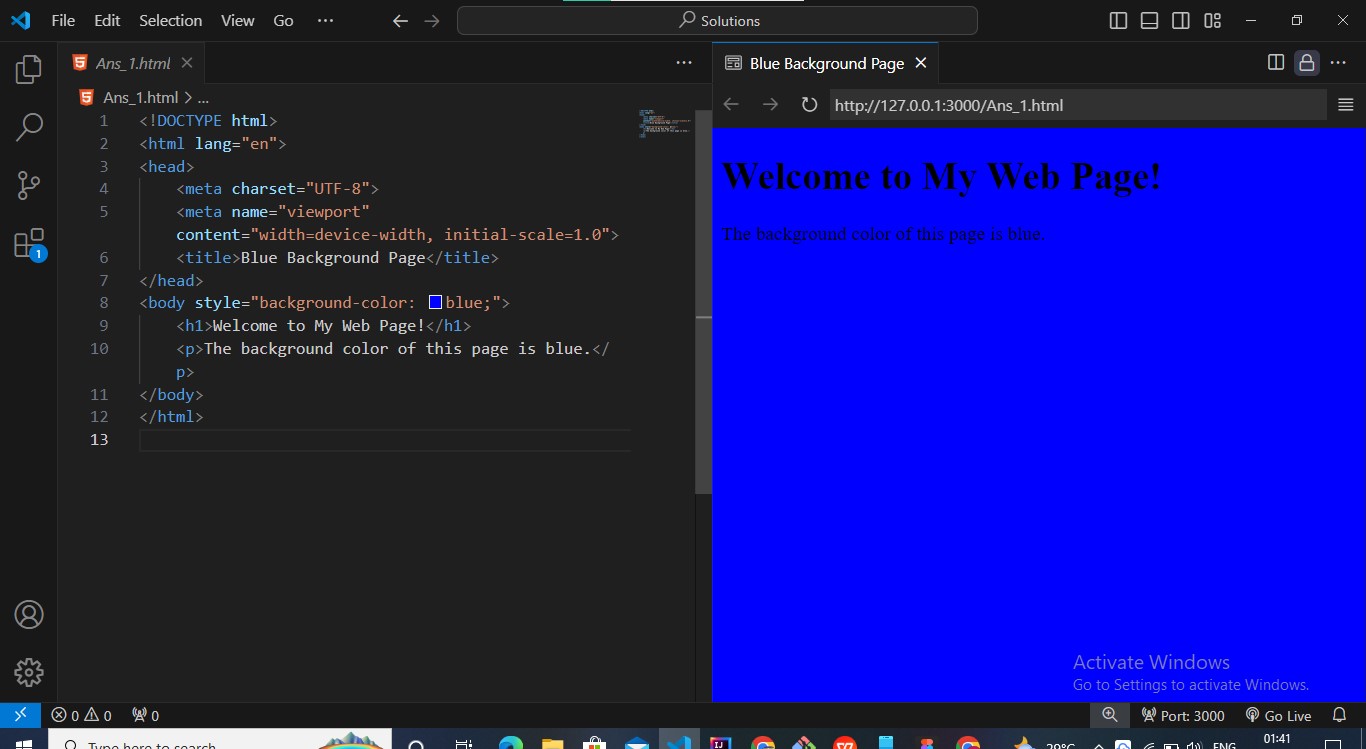 File Edit Selection View Go ··· Solutions
Ans_1.html
Blue Background Page
Ans_1.html > ...
http://127.0.0.1:3000/Ans_1.html
1 <!DOCTYPE html>
2 <html lang="en">
3 <head>
4 <meta charset="UTF-8">
5 <meta name="viewport"
content="width=device-width, initial-scale=1.0">
6 <title>Blue Background Page</title>
7 </head>
8 <body style="background-color: blue;">
9 <h1>Welcome to My Web Page!</h1>
10 <p>The background color of this page is blue.</
p>
11 </body>
12 </html>
13
Welcome to My Web Page!
The background color of this page is blue.
1
Activate Windows
Go to Settings to activate Windows.
0 0 0
Port: 3000 Go Live
Type here to search
29°C ENG 01:41